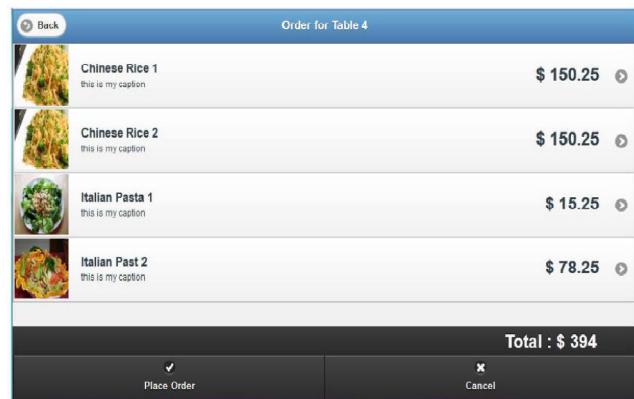 Back
Order for Table 4
Chinese Rice 1
this is my caption
$ 150.25
Chinese Rice 2
this is my caption
$ 150.25
Italian Pasta 1
this is my caption
$ 15.25
Italian Past 2
this is my caption
$ 78.25
Total : $ 394
Place Order
Cancel